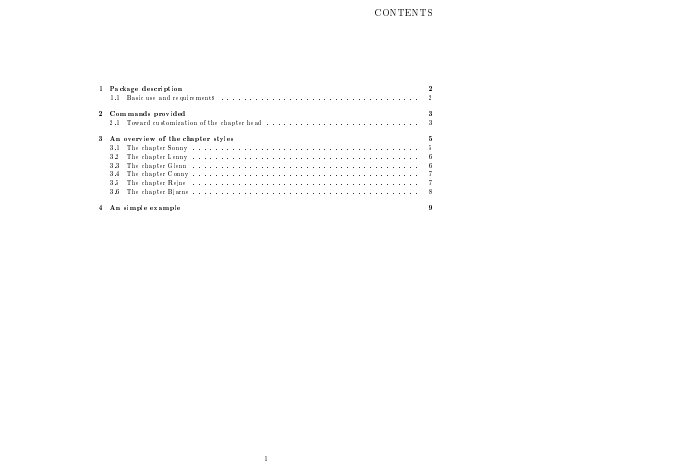 CONTENTS
1 Package description 2
1.1 Basic use and requirements . . . . . . . . . . . . . . . . . . . . . . . . . . . . . . . . . 2
2 Commands provided 3
2.1 Toward customization of the chapter head . . . . . . . . . . . . . . . . . . . . . . . . . 3
3 An overview of the chapter styles 5
3.1 The chapter Sonny . . . . . . . . . . . . . . . . . . . . . . . . . . . . . . . . . . . . .
3.2 The chapter Lenny . . . . . . . . . . . . . . . . . . . . . . . . . . . . . . . . . . . . . 6
3.3 The chapter Glenn . . . . . . . . . . . . . . . . . . . . . . . . . . . . . . . . . . . . . 6
3.4 The chapter Conny . . . . . . . . . . . . . . . . . . . . . . . . . . . . . . . . . . . . . 7
3.5 The chapter Rejne . . . . . . . . . . . . . . . . . . . . . . . . . . . . . . . . . . . . . 7
3.6 The chapter Bjarne . . . . . . . . . . . . . . . . . . . . . . . . . . . . . . . . . . . . . 8
4 An simple example 9
1